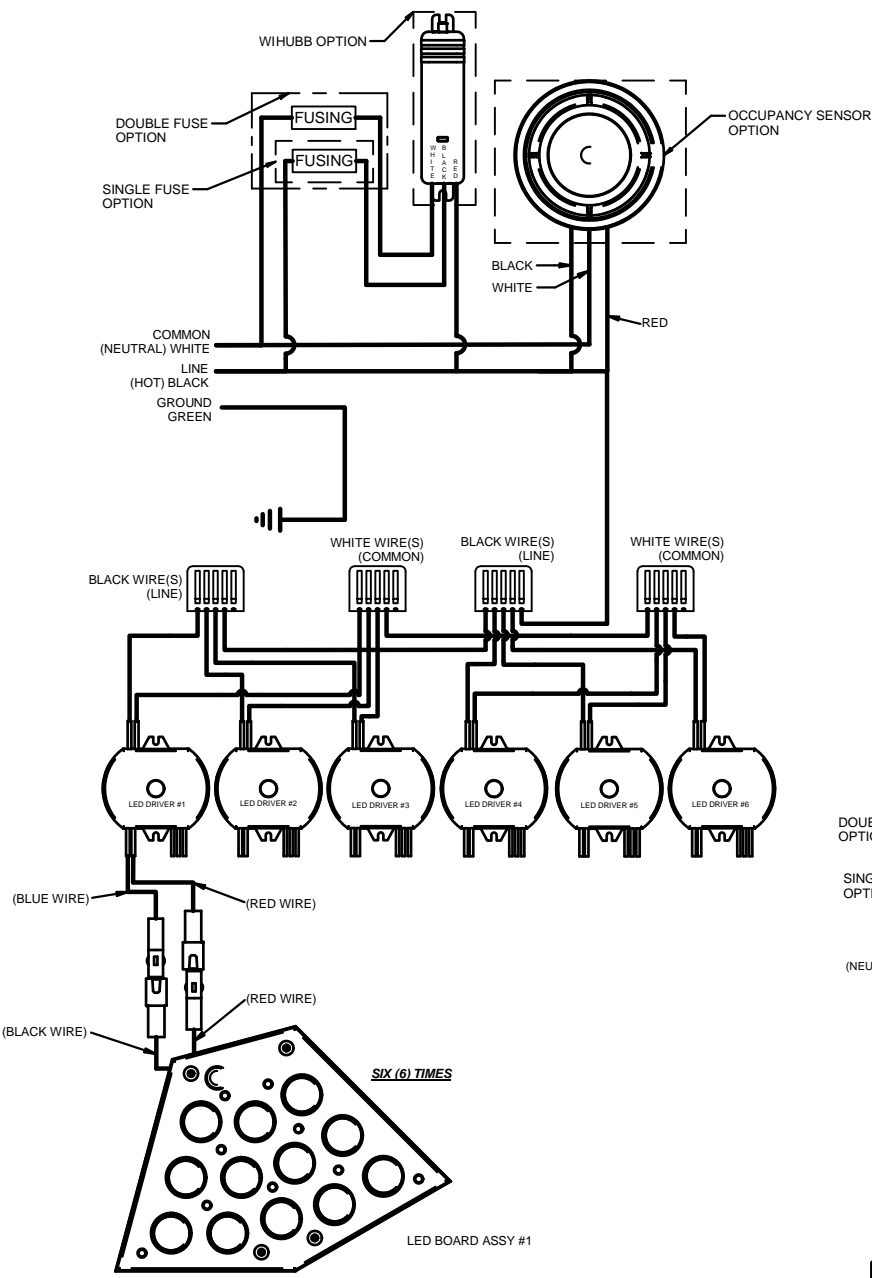 WIHUBB OPTION
DOUBLE FUSE
OPTION
FUSING
FUSING
SINGLE FUSE
OPTION
WHITE
BLACK
RED
OCCUPANCY SENSOR
OPTION
BLACK
WHITE
RED
COMMON
(NEUTRAL) WHITE
LINE
(HOT) BLACK
GROUND
GREEN
BLACK WIRE(S)
(LINE)
WHITE WIRE(S)
(COMMON)
BLACK WIRE(S)
(LINE)
WHITE WIRE(S)
(COMMON)
LED DRIVER #1
LED DRIVER #2
LED DRIVER #3
LED DRIVER #4
LED DRIVER #5
LED DRIVER #6
(BLUE WIRE)
(RED WIRE)
(BLACK WIRE)
(RED WIRE)
SIX (6) TIMES
LED BOARD ASSY #1